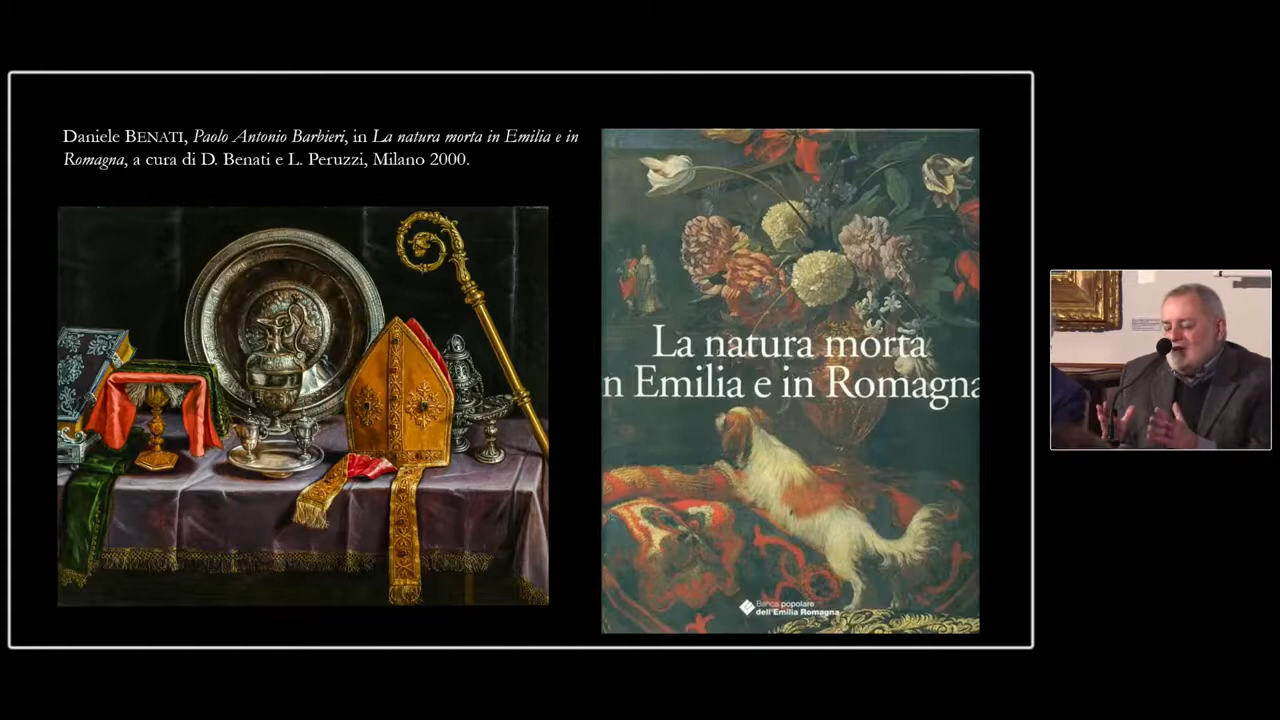 Daniele BENATI, Paolo Antonio Barbieri, in La natura morta in Emilia e in
Romagna, a cura di D. Benati e L. Peruzzi, Milano 2000.
La natura morta
n Emilia e in Romagna
Banca popolare
dell'Emilia Romagna